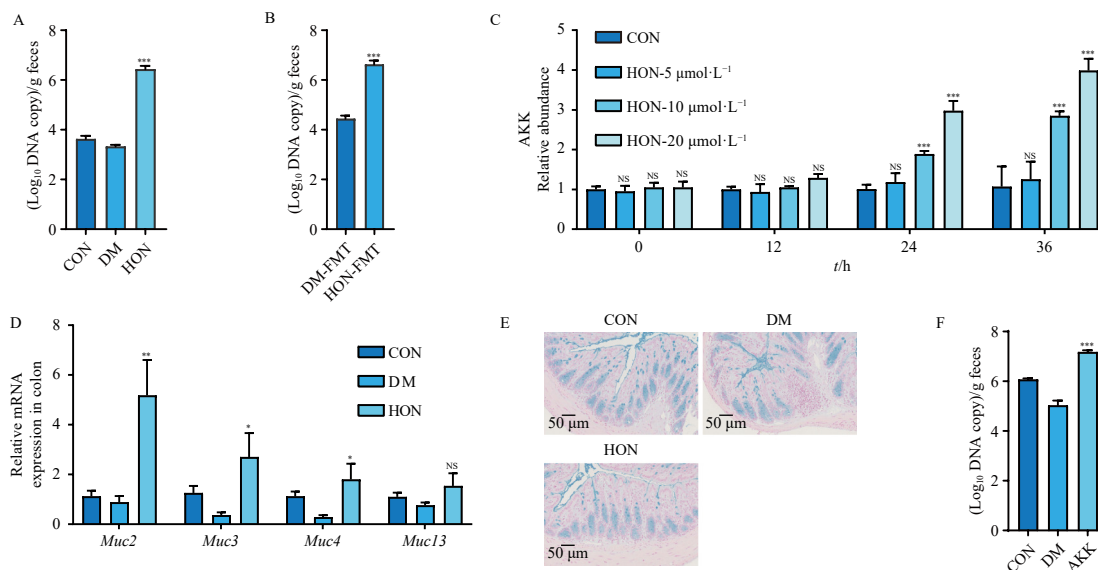 A
(Log₁₀ DNA copy)/g feces
8
6
4
2
0
***
CON
DM
HON
B
(Log₁₀ DNA copy)/g feces
8
6
4
2
0
***
DM-FMT
HON-FMT
C
AKK
Relative abundance
5
4
3
2
1
0
CON
HON-5 μmol·L⁻¹
HON-10 μmol·L⁻¹
HON-20 μmol·L⁻¹
NS NS NS
NS NS NS
NS *** ***
NS *** ***
0 12 24 36
t/h
D
Relative mRNA
expression in colon
8
6
4
2
0
** * * NS
CON
DM
HON
Muc2 Muc3 Muc4 Muc13
E
CON DM
50 μm 50 μm
HON
50 μm
F
(Log₁₀ DNA copy)/g feces
8
6
4
2
0
***
CON
DM
AKK